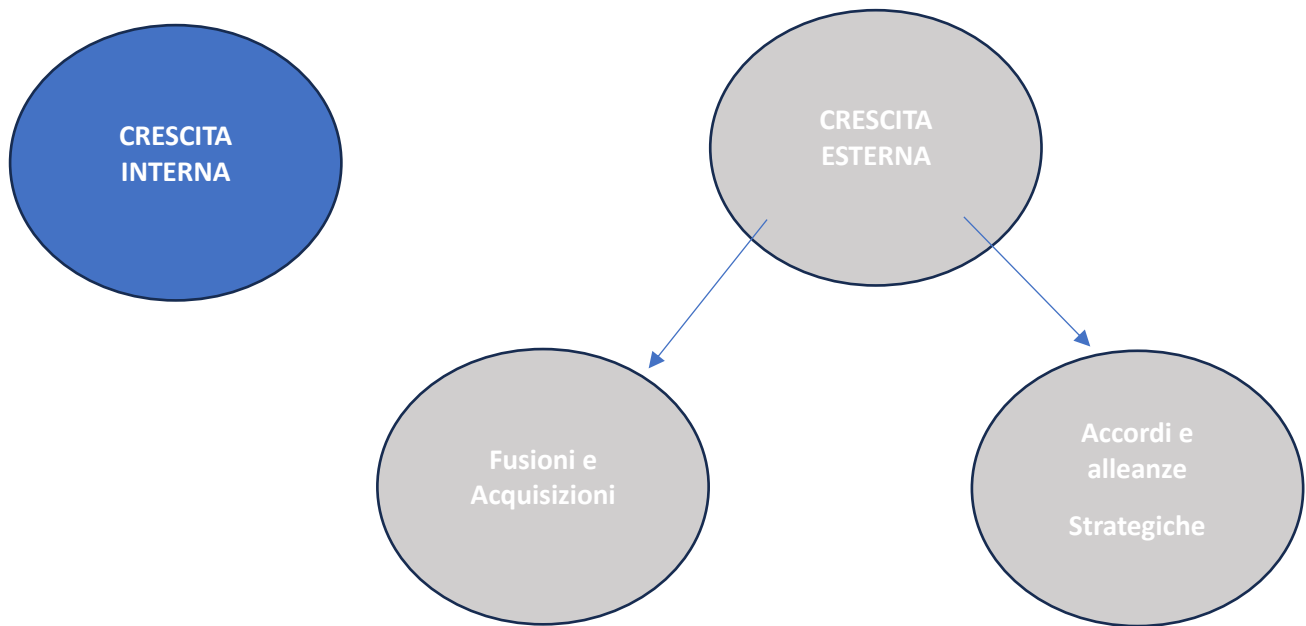 CRESCITA
INTERNA
CRESCITA
ESTERNA
Fusioni e
Acquisizioni
Accordi e
alleanze
Strategiche